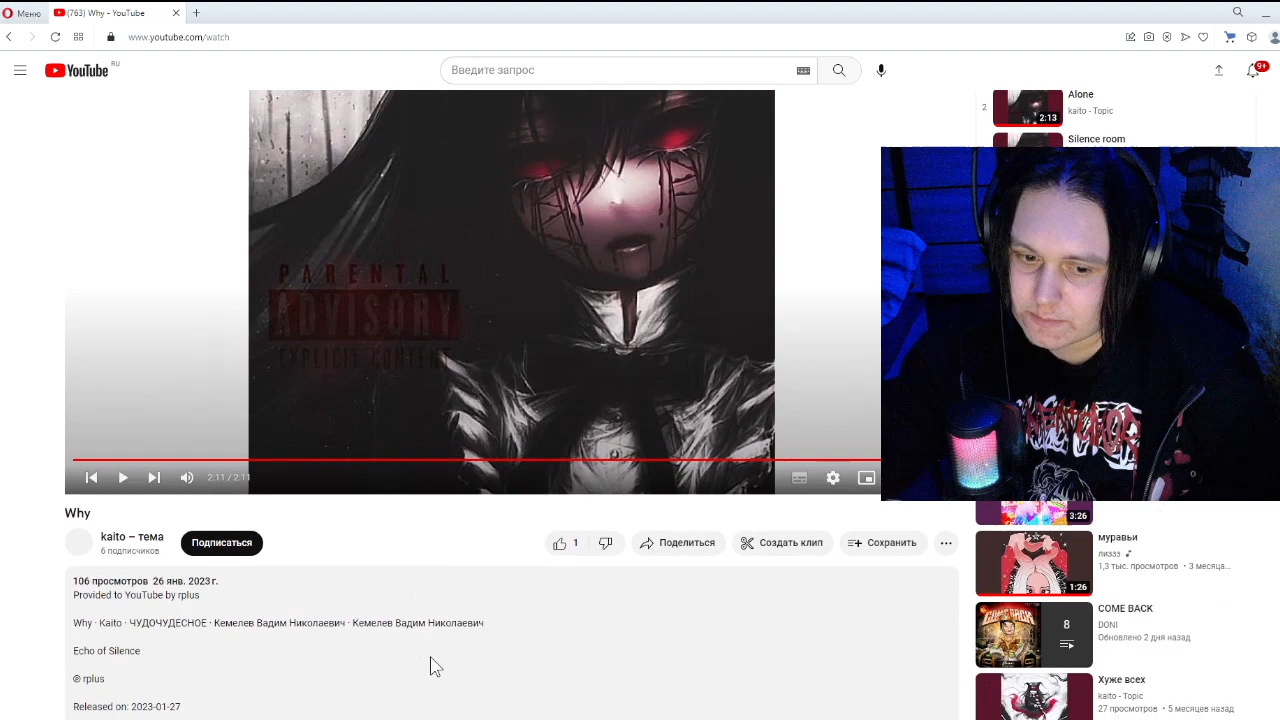 Меню
(763) Why - YouTube
www.youtube.com/watch
YouTube RU
Введите запрос
9+
2
Alone
kaito - Topic
2:13
Silence room
PARENTAL
ADVISORY
EXPLICIT CONTENT
2:11 / 2:11
Why
kaito – тема
6 подписчиков
Подписаться
1
Поделиться
Создать клип
Сохранить
106 просмотров 26 янв. 2023 г.
Provided to YouTube by rplus
Why · Kaito · ЧУДОЧУДЕСНОЕ · Кемелев Вадим Николаевич · Кемелев Вадим Николаевич
Echo of Silence
℗ rplus
Released on: 2023-01-27
3:26
муравьи
лиззз
1,3 тыс. просмотров • 3 месяца...
1:26
COME BACK
DONI
Обновлено 2 дня назад
COME BACK
8
Хуже всех
kaito - Topic
27 просмотров • 5 месяцев назад